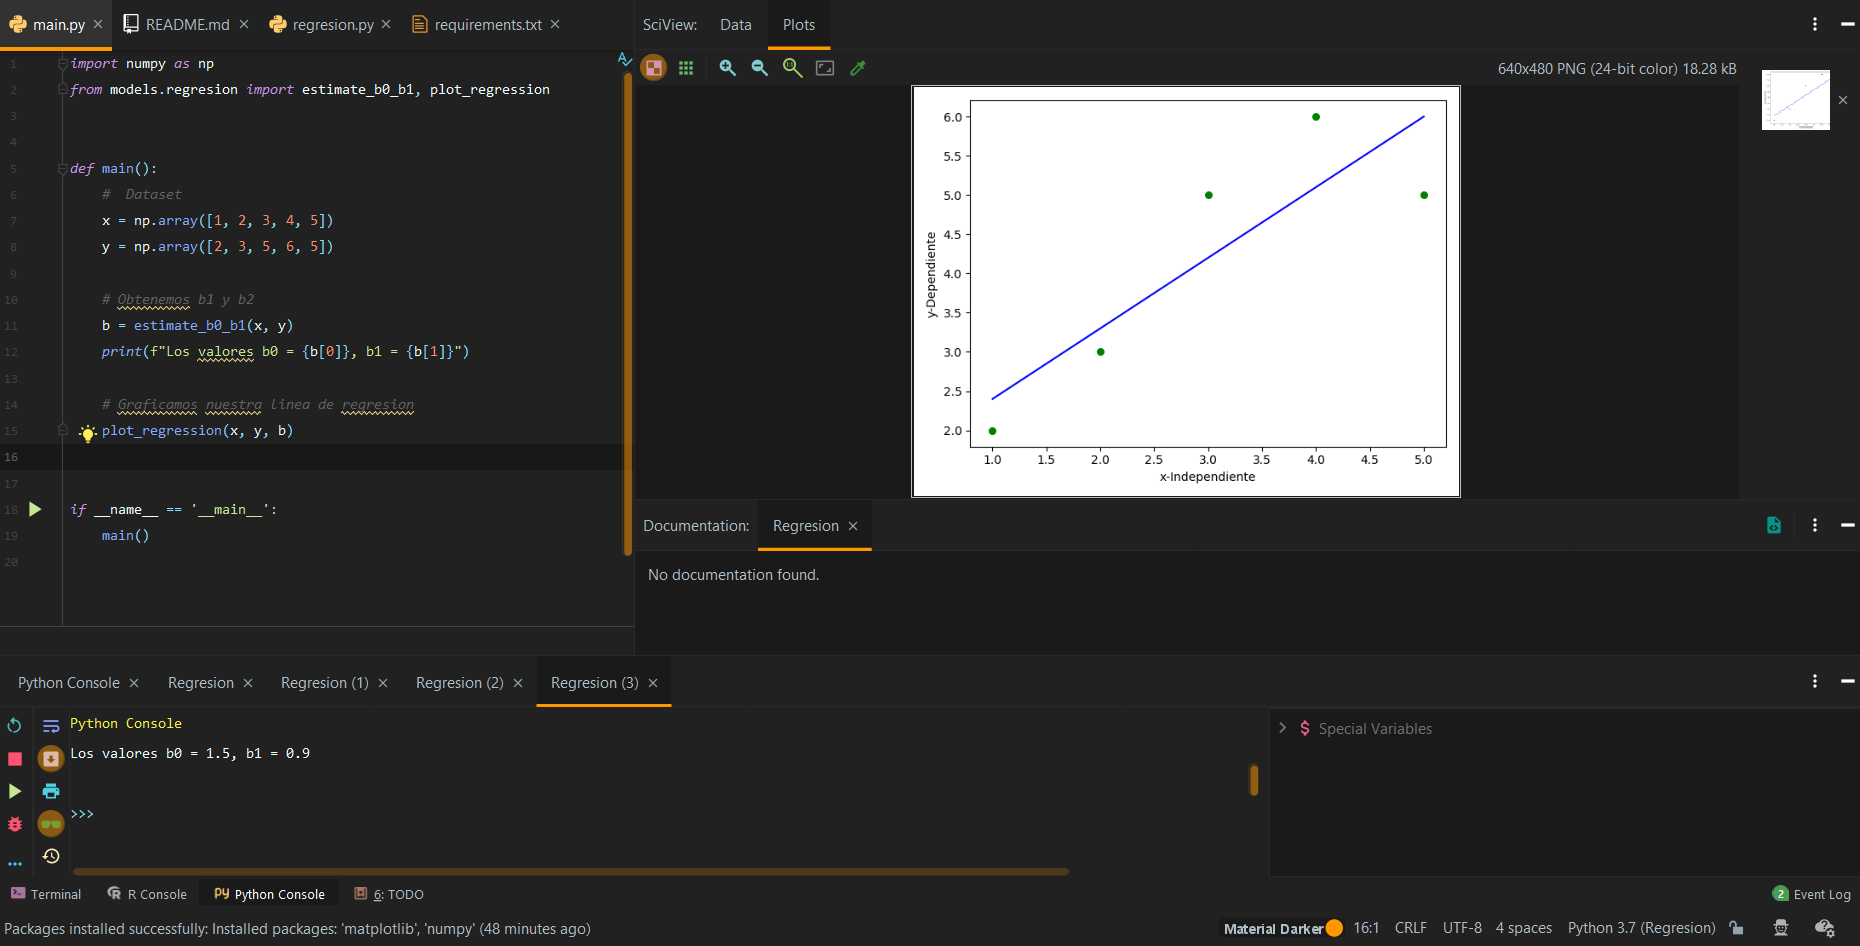 main.py
README.md
regresion.py
requirements.txt
1 import numpy as np
2 from models.regresion import estimate_b0_b1, plot_regression
3
4
5 def main():
6 # Dataset
7 x = np.array([1, 2, 3, 4, 5])
8 y = np.array([2, 3, 5, 6, 5])
9
10 # Obtenemos b1 y b2
11 b = estimate_b0_b1(x, y)
12 print(f"Los valores b0 = {b[0]}, b1 = {b[1]}")
13
14 # Graficamos nuestra linea de regresion
15 plot_regression(x, y, b)
16
17
18 if __name__ == '__main__':
19 main()
20
SciView: Data Plots
640x480 PNG (24-bit color) 18.28 kB
6.0
5.5
5.0
4.5
4.0
3.5
3.0
2.5
2.0
y-Dependiente
1.0 1.5 2.0 2.5 3.0 3.5 4.0 4.5 5.0
x-Independiente
Documentation: Regresion
No documentation found.
Python Console Regresion Regresion (1) Regresion (2) Regresion (3)
Python Console
Los valores b0 = 1.5, b1 = 0.9
>>>
$ Special Variables
Terminal R Console Python Console 6: TODO
2 Event Log
Packages installed successfully: Installed packages: 'matplotlib', 'numpy' (48 minutes ago)
Material Darker 16:1 CRLF UTF-8 4 spaces Python 3.7 (Regresion)